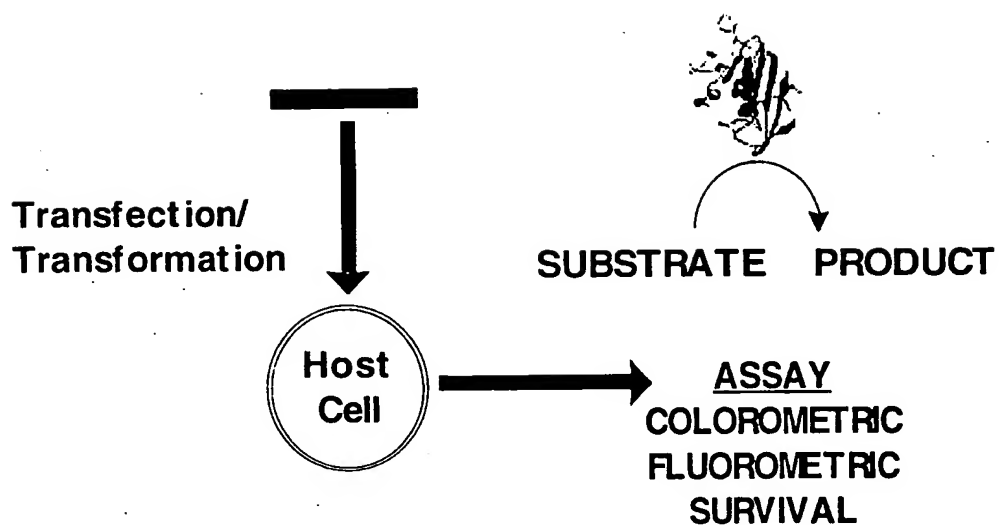 Transfection/
Transformation
SUBSTRATE PRODUCT
Host
Cell
ASSAY
COLOROMETRIC
FLUOROMETRIC
SURVIVAL